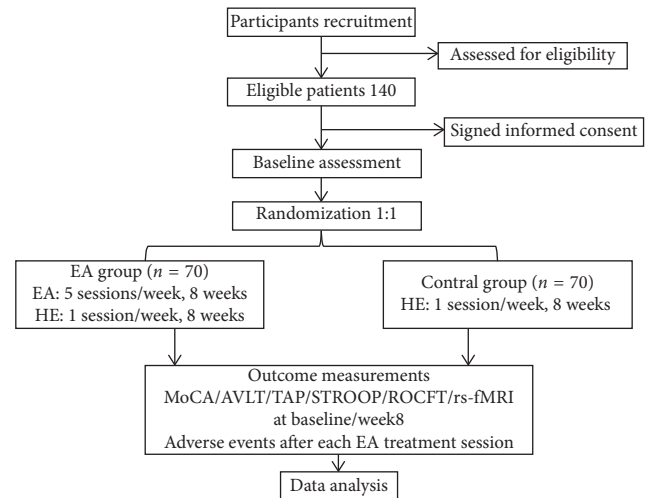 Participants recruitment
Assessed for eligibility
Eligible patients 140
Signed informed consent
Baseline assessment
Randomization 1:1
EA group (n = 70)
EA: 5 sessions/week, 8 weeks
HE: 1 session/week, 8 weeks
Contral group (n = 70)
HE: 1 session/week, 8 weeks
Outcome measurements
MoCA/AVLT/TAP/STROOP/ROCFT/rs-fMRI
at baseline/week8
Adverse events after each EA treatment session
Data analysis